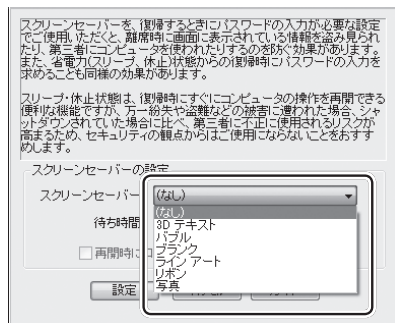 スクリーンセーバーを、復帰するときにパスワードの入力が必要な設定
でご使用いただくと、離席時に画面に表示されている情報を盗み見られ
たり、第三者にコンピュータを使われたりするのを防ぐ効果があります。
また、省電力(スリープ、休止)状態からの復帰時にパスワードの入力を
求めることも同様の効果があります。
スリープ・休止状態は、復帰時にすぐにコンピュータの操作を再開できる
便利な機能ですが、万一紛失や盗難などの被害に遭われた場合、シャ
ットダウンされていた場合に比べ、第三者に不正に使用されるリスクが
高まるため、セキュリティの観点からはご使用にならないことをおすす
めします。
スクリーンセーバーの設定
スクリーンセーバー (なし)
(なし)
待ち時間 3D テキスト
バブル
ブランク
再開時に
ライン アート
リボン
設定 写真